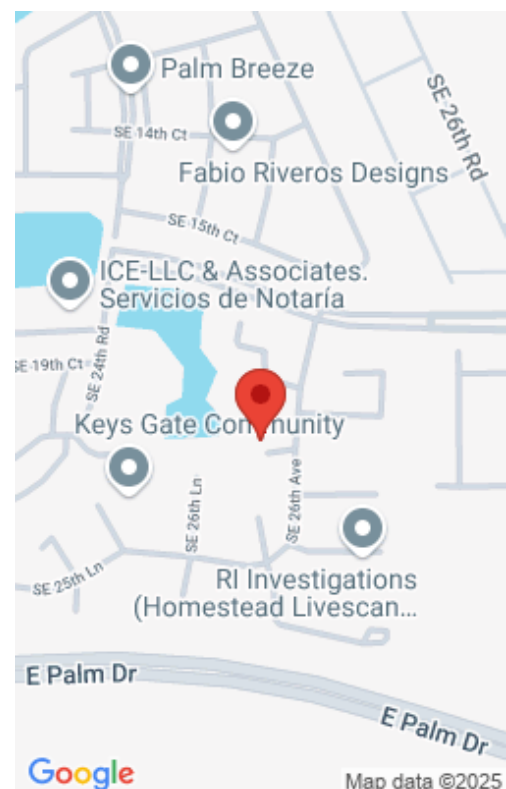 Palm Breeze
SE 26th Rd
SE 14th Ct
Fabio Riveros Designs
SE 15th Ct
ICE-LLC & Associates.
Servicios de Notaría
SE 24th Rd
SE 19th Ct
Keys Gate Community
SE 26th Ln
SE 26th Ave
SE 25th Ln
RI Investigations
(Homestead Livescan...
E Palm Dr
E Palm Dr
Google
Map data ©2025